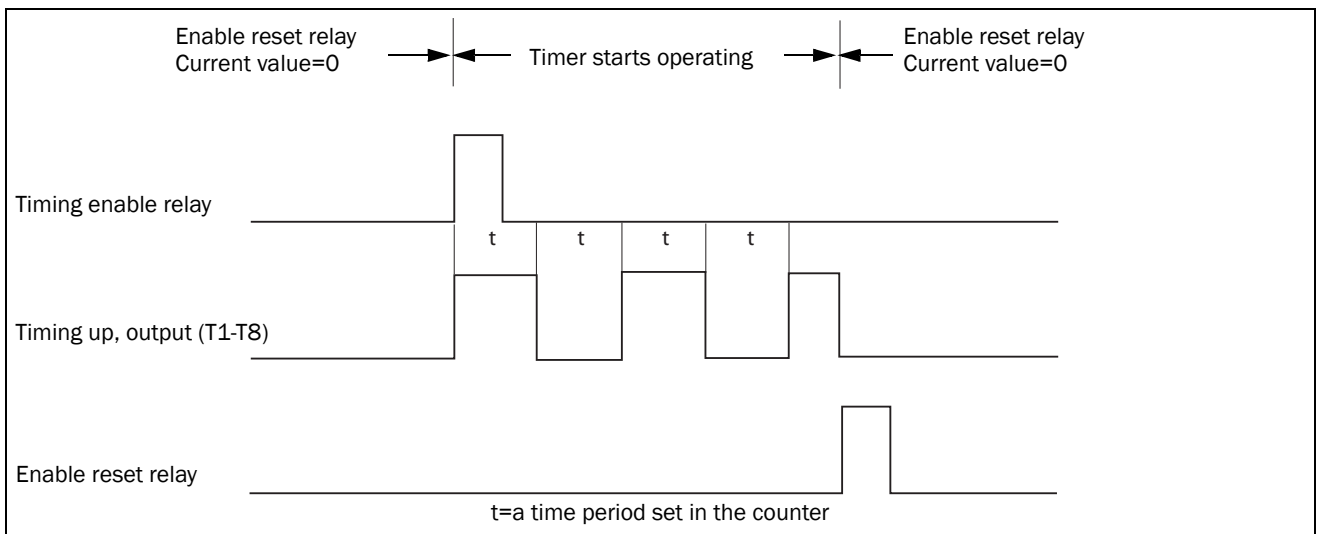 Enable reset relay
Current value=0
Timer starts operating
Enable reset relay
Current value=0
Timing enable relay
t t t t
Timing up, output (T1-T8)
Enable reset relay
t=a time period set in the counter